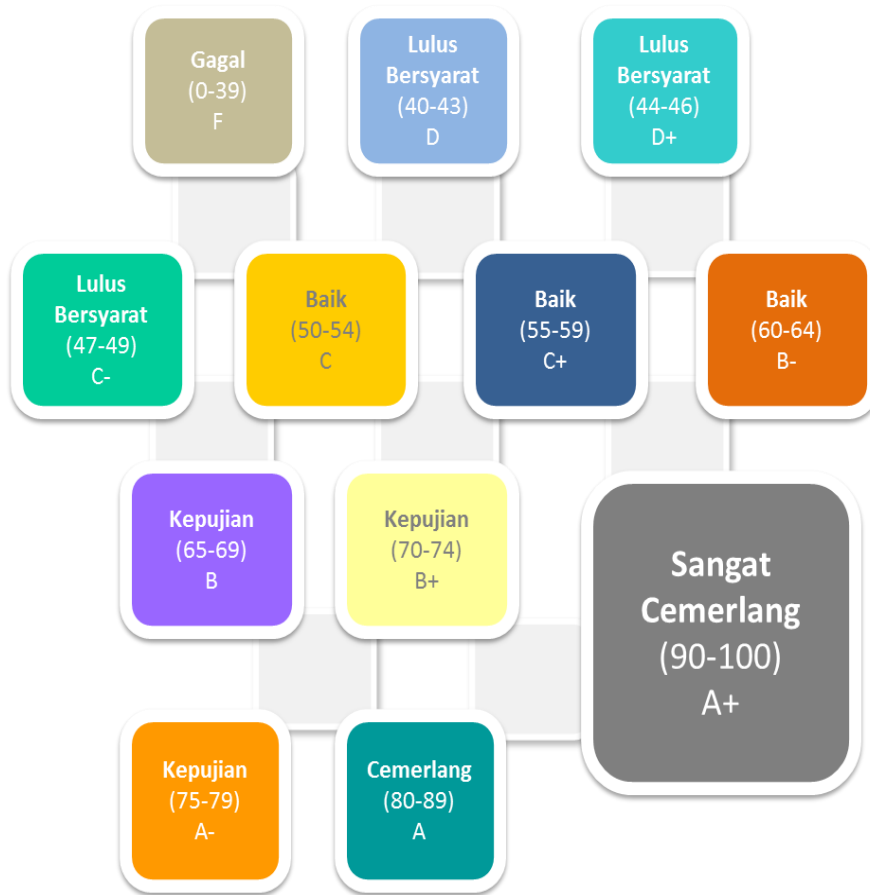 Gagal
(0-39)
F
Lulus
Bersyarat
(40-43)
D
Lulus
Bersyarat
(44-46)
D+
Lulus
Bersyarat
(47-49)
C-
Baik
(50-54)
C
Baik
(55-59)
C+
Baik
(60-64)
B-
Kepujian
(65-69)
B
Kepujian
(70-74)
B+
Sangat
Cemerlang
(90-100)
A+
Kepujian
(75-79)
A-
Cemerlang
(80-89)
A